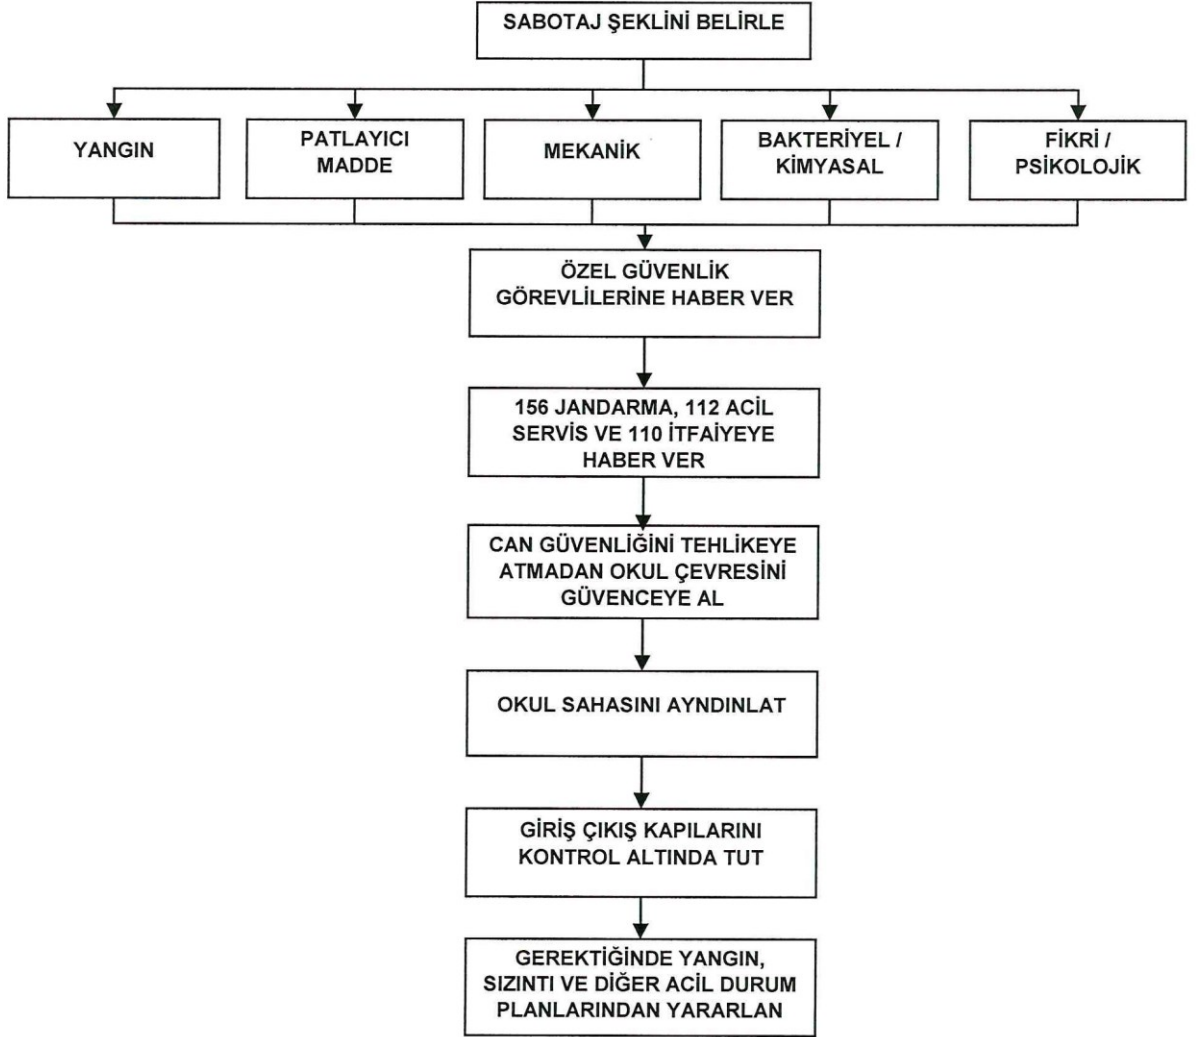 SABOTAJ ŞEKLİNİ BELİRLE
YANGIN
PATLAYICI
MADDE
MEKANİK
BAKTERİYEL /
KİMYASAL
FİKRİ /
PSİKOLOJİK
ÖZEL GÜVENLİK
GÖREVLİLERİNE HABER VER
156 JANDARMA, 112 ACİL
SERVİS VE 110 İTFAİYEYE
HABER VER
CAN GÜVENLİĞİNİ TEHLİKEYE
ATMADAN OKUL ÇEVRESİNİ
GÜVENCEYE AL
OKUL SAHASINI AYNDINLAT
GİRİŞ ÇIKIŞ KAPILARINI
KONTROL ALTINDA TUT
GEREKTİĞİNDE YANGIN,
SIZINTI VE DİĞER ACİL DURUM
PLANLARINDAN YARARLAN